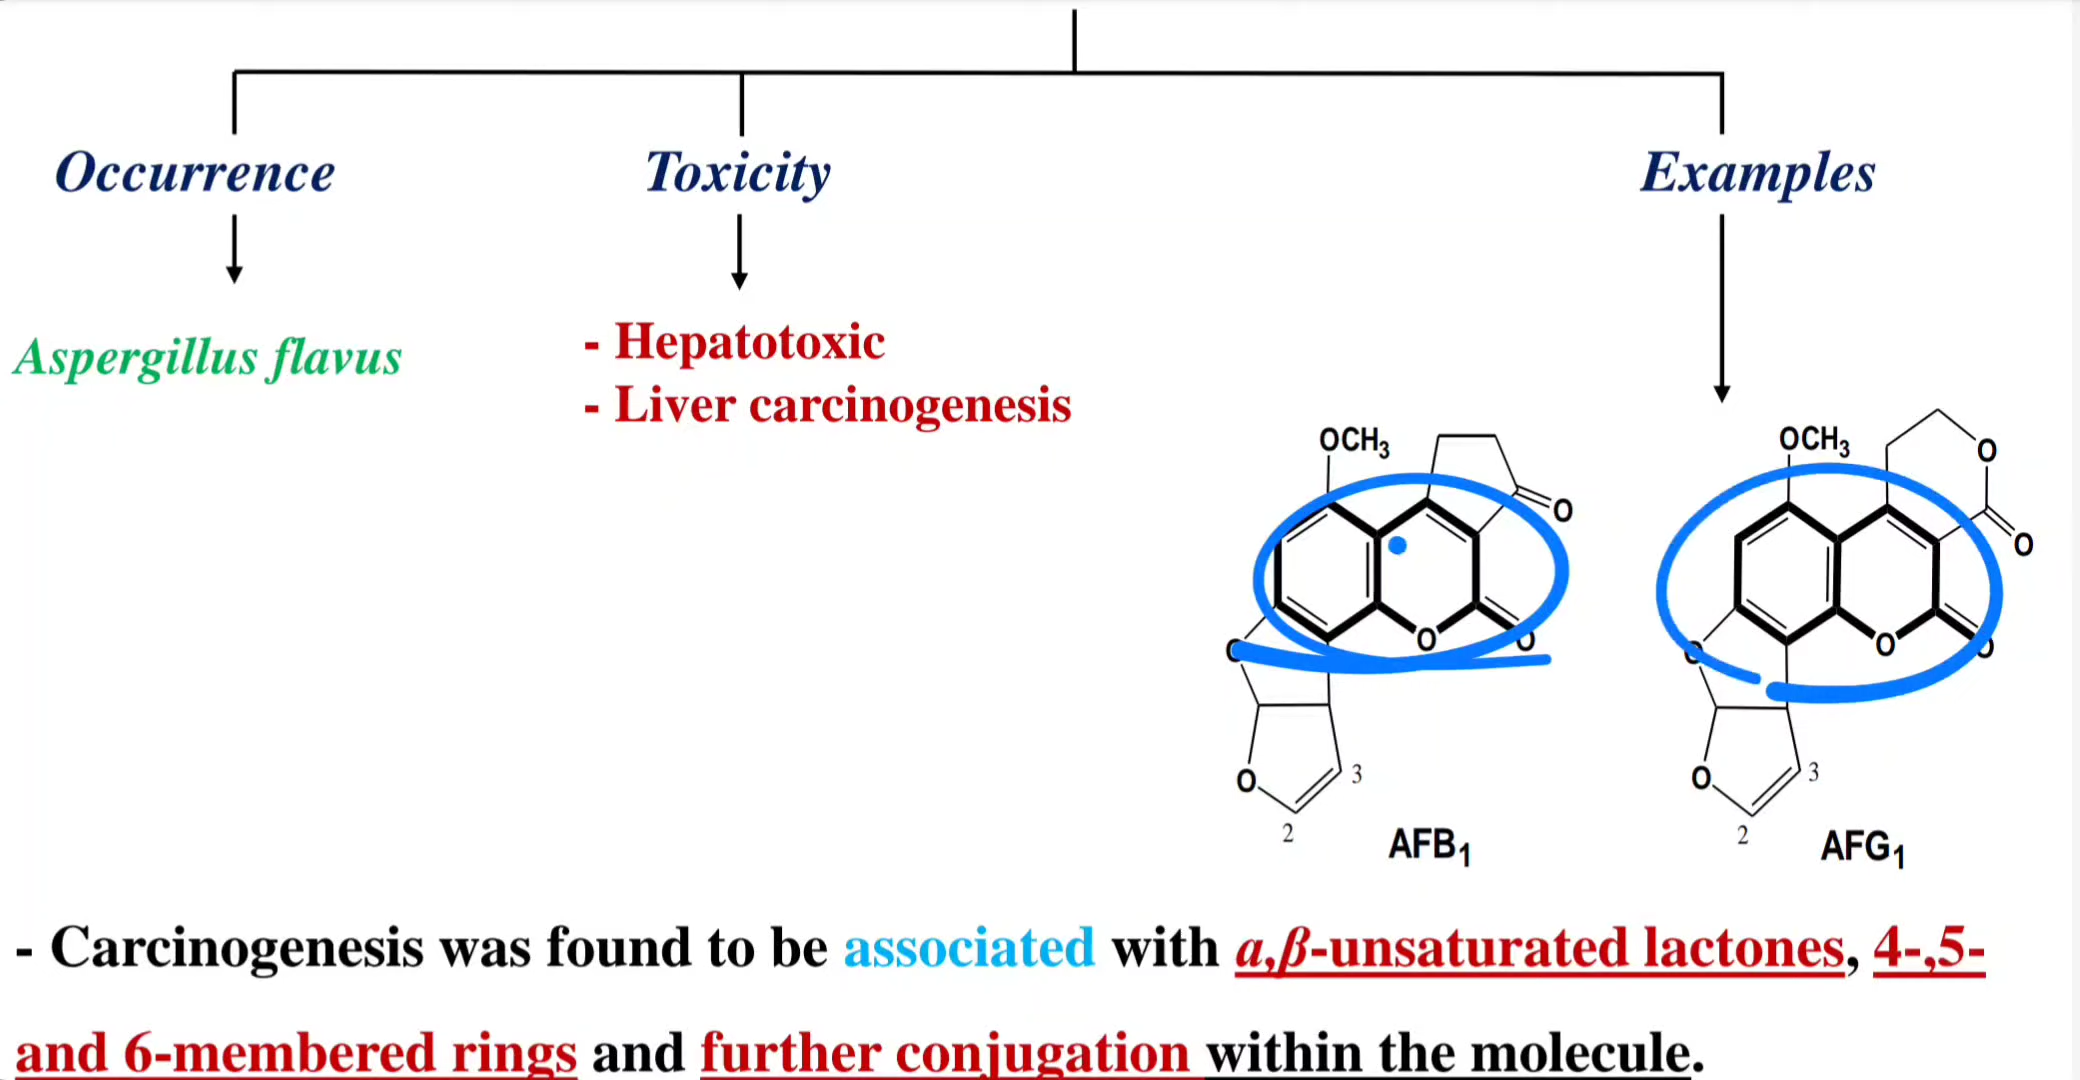 Occurrence
Toxicity
Examples
Aspergillus flavus
- Hepatotoxic
- Liver carcinogenesis
OCH3
O
O
O
O
O
2
3
AFB1
OCH3
O
O
O
O
O
O
2
3
AFG1
- Carcinogenesis was found to be associated with α,β-unsaturated lactones, 4-,5-
and 6-membered rings and further conjugation within the molecule.